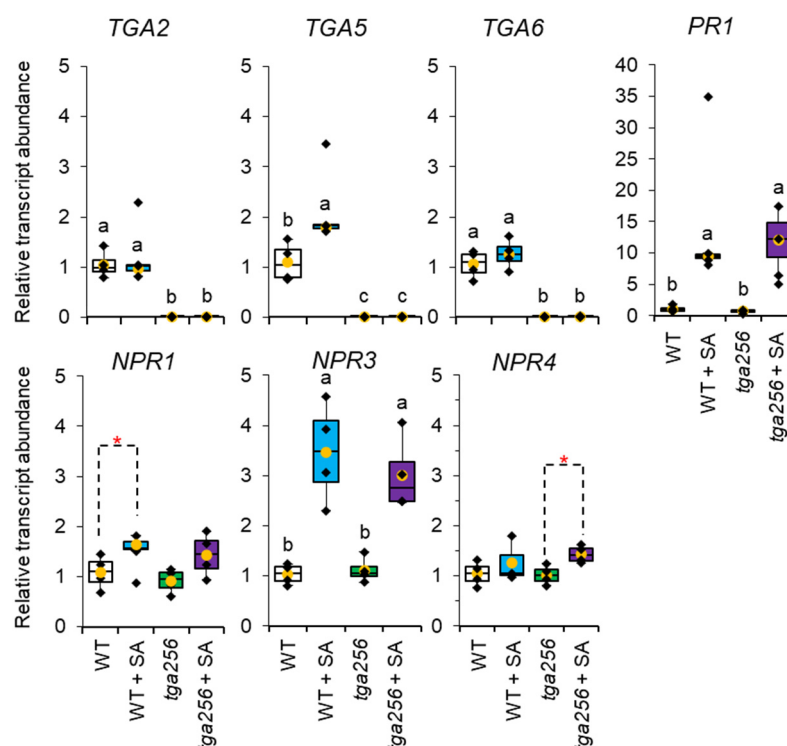 TGA2 TGA5 TGA6 PR1
Relative transcript abundance
5
4
3
2
1
0
a
a
b
b
5
4
3
2
1
0
b
a
c
c
5
4
3
2
1
0
a
a
b
b
40
35
30
25
20
15
10
5
0
b
a
b
a
WT
WT + SA
tga256
tga256 + SA
NPR1 NPR3 NPR4
Relative transcript abundance
5
4
3
2
1
0
*
WT
WT + SA
tga256
tga256 + SA
5
4
3
2
1
0
b
a
b
a
WT
WT + SA
tga256
tga256 + SA
5
4
3
2
1
0
*
WT
WT + SA
tga256
tga256 + SA